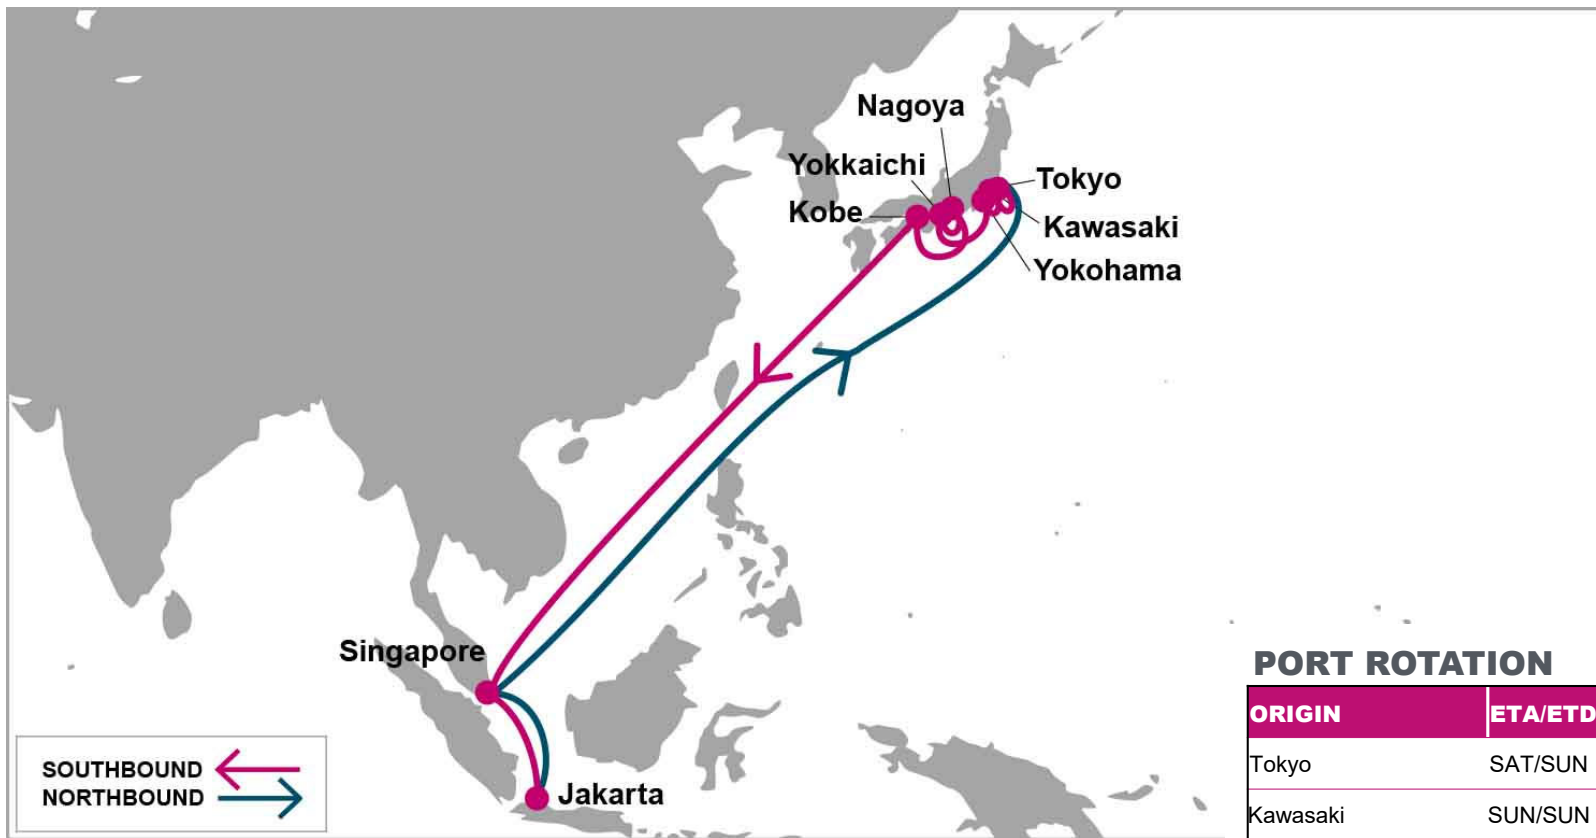 Nagoya
Yokkaichi
Tokyo
Kobe
Kawasaki
Yokohama
Singapore
Jakarta
SOUTHBOUND
NORTHBOUND
PORT ROTATION
ORIGIN ETA/ETD
Tokyo SAT/SUN
Kawasaki SUN/SUN